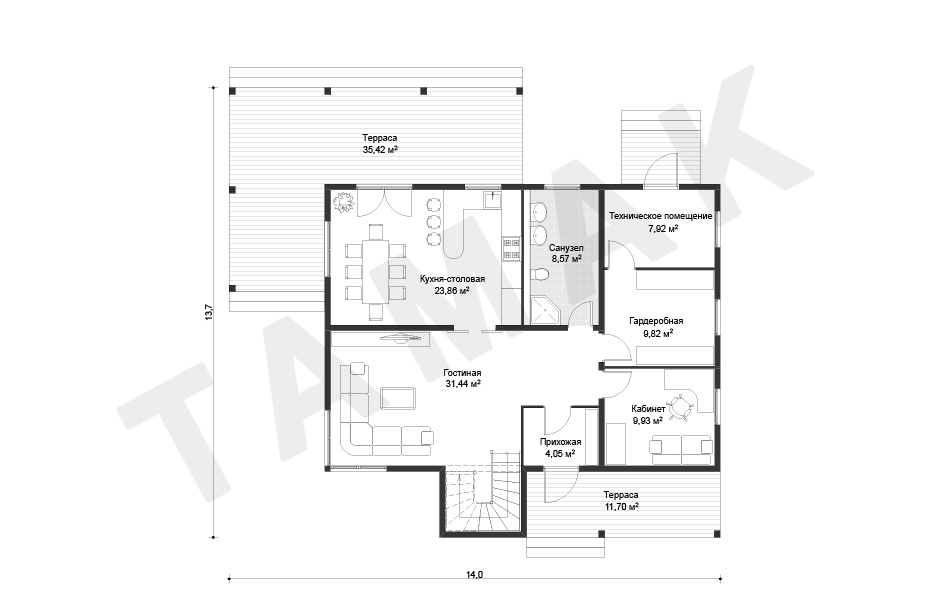 TAMAK
Терраса
35,42 м²
Техническое помещение
7,92 м²
Санузел
8,57 м²
Кухня-столовая
23,86 м²
13,7
Гардеробная
9,82 м²
Гостиная
31,44 м²
Кабинет
9,93 м²
Прихожая
4,05 м²
Терраса
11,70 м²
14,0